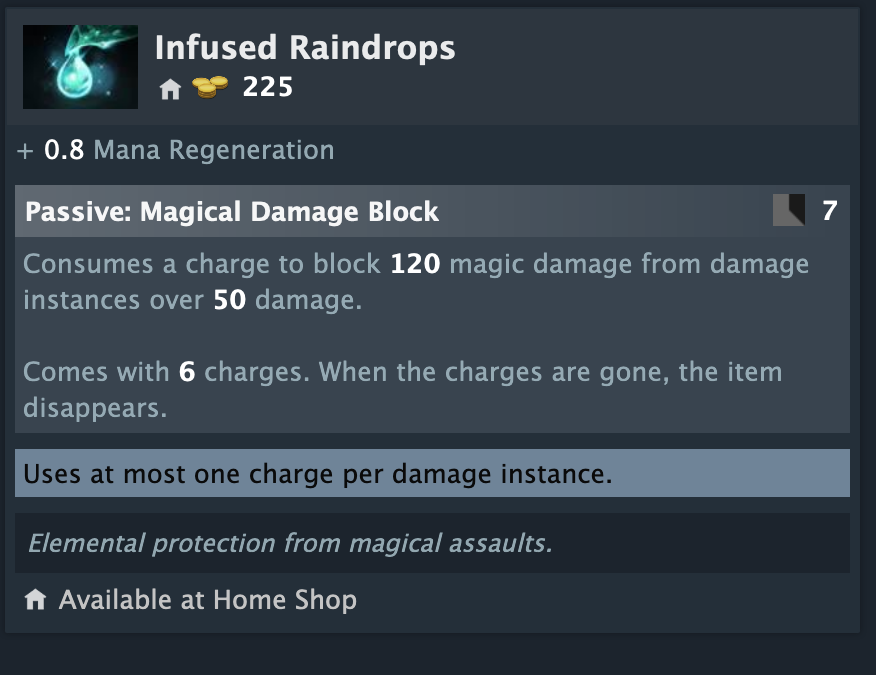 Infused Raindrops
225
+ 0.8 Mana Regeneration
Passive: Magical Damage Block 7
Consumes a charge to block 120 magic damage from damage
instances over 50 damage.
Comes with 6 charges. When the charges are gone, the item
disappears.
Uses at most one charge per damage instance.
Elemental protection from magical assaults.
Available at Home Shop